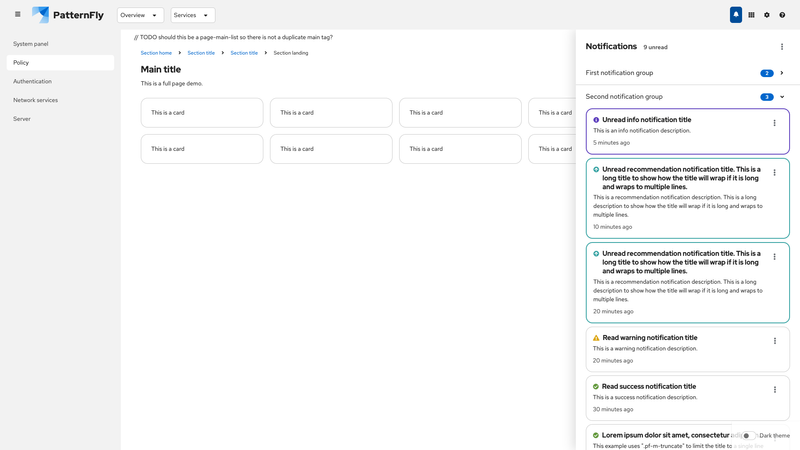 PatternFly
Overview
Services
System panel
Policy
Authentication
Network services
Server
// TODO should this be a page-main-list so there is not a duplicate main tag?
Section home
Section title
Section title
Section landing
Main title
This is a full page demo.
This is a card
This is a card
This is a card
This is a card
This is a card
This is a card
This is a card
This is a card
Notifications
9 unread
First notification group
2
Second notification group
3
Unread info notification title
This is an info notification description.
5 minutes ago
Unread recommendation notification title. This is a
long title to show how the title will wrap if it is long
and wraps to multiple lines.
This is a recommendation notification description. This is a long
description to show how the title will wrap if it is long and wraps to
multiple lines.
10 minutes ago
Unread recommendation notification title. This is a
long title to show how the title will wrap if it is long
and wraps to multiple lines.
This is a recommendation notification description. This is a long
description to show how the title will wrap if it is long and wraps to
multiple lines.
20 minutes ago
Read warning notification title
This is a warning notification description.
20 minutes ago
Read success notification title
This is a success notification description.
30 minutes ago
Lorem ipsum dolor sit amet, consectetur
Dark theme
This example uses ".pf-m-truncate" to limit the title to